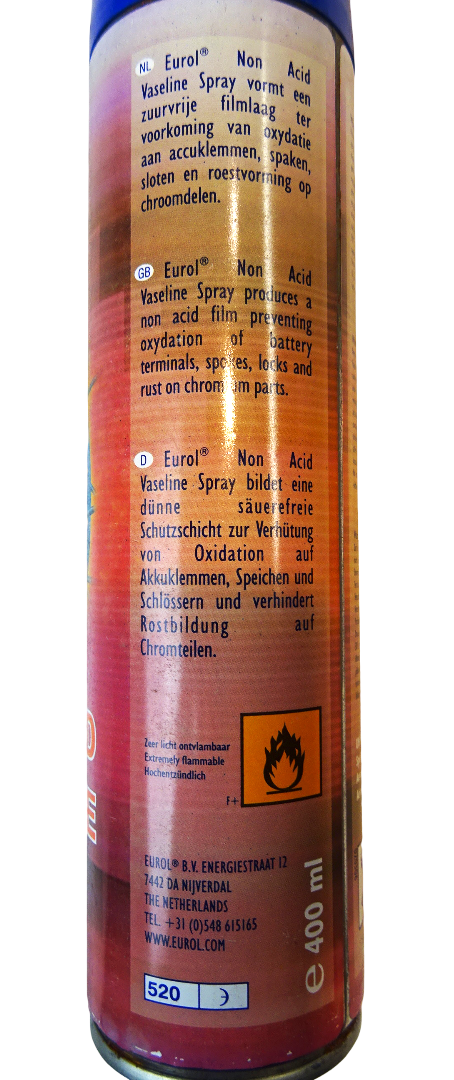 NL Eurol® Non Acid
Vaseline Spray vormt een
zuurvrije filmlaag ter
voorkoming van oxydatie
aan accuklemmen, spaken,
sloten en roestvorming op
chroomdelen.
GB Eurol® Non Acid
Vaseline Spray produces a
non acid film preventing
oxydation of battery
terminals, spokes, locks and
rust on chromium parts.
D Eurol® Non Acid
Vaseline Spray bildet eine
dünne säuerefreie
Schutzschicht zur Verhütung
von Oxidation auf
Akkuklemmen, Speichen und
Schlössern und verhindert
Rostbildung auf
Chromteilen.
Zeer licht ontvlambaar
Extremely flammable
Hochentzündlich
F+
EUROL® B.V. ENERGIESTRAAT 12
7442 DA NIJVERDAL
THE NETHERLANDS
TEL. +31 (0)548 615165
WWW.EUROL.COM
e 400 ml
520